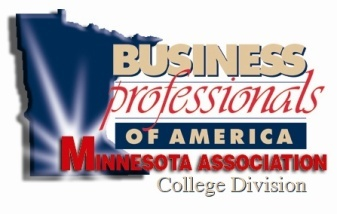 BUSINESS
professionals
OF AMERICA
MINNESOTA ASSOCIATION
College Division